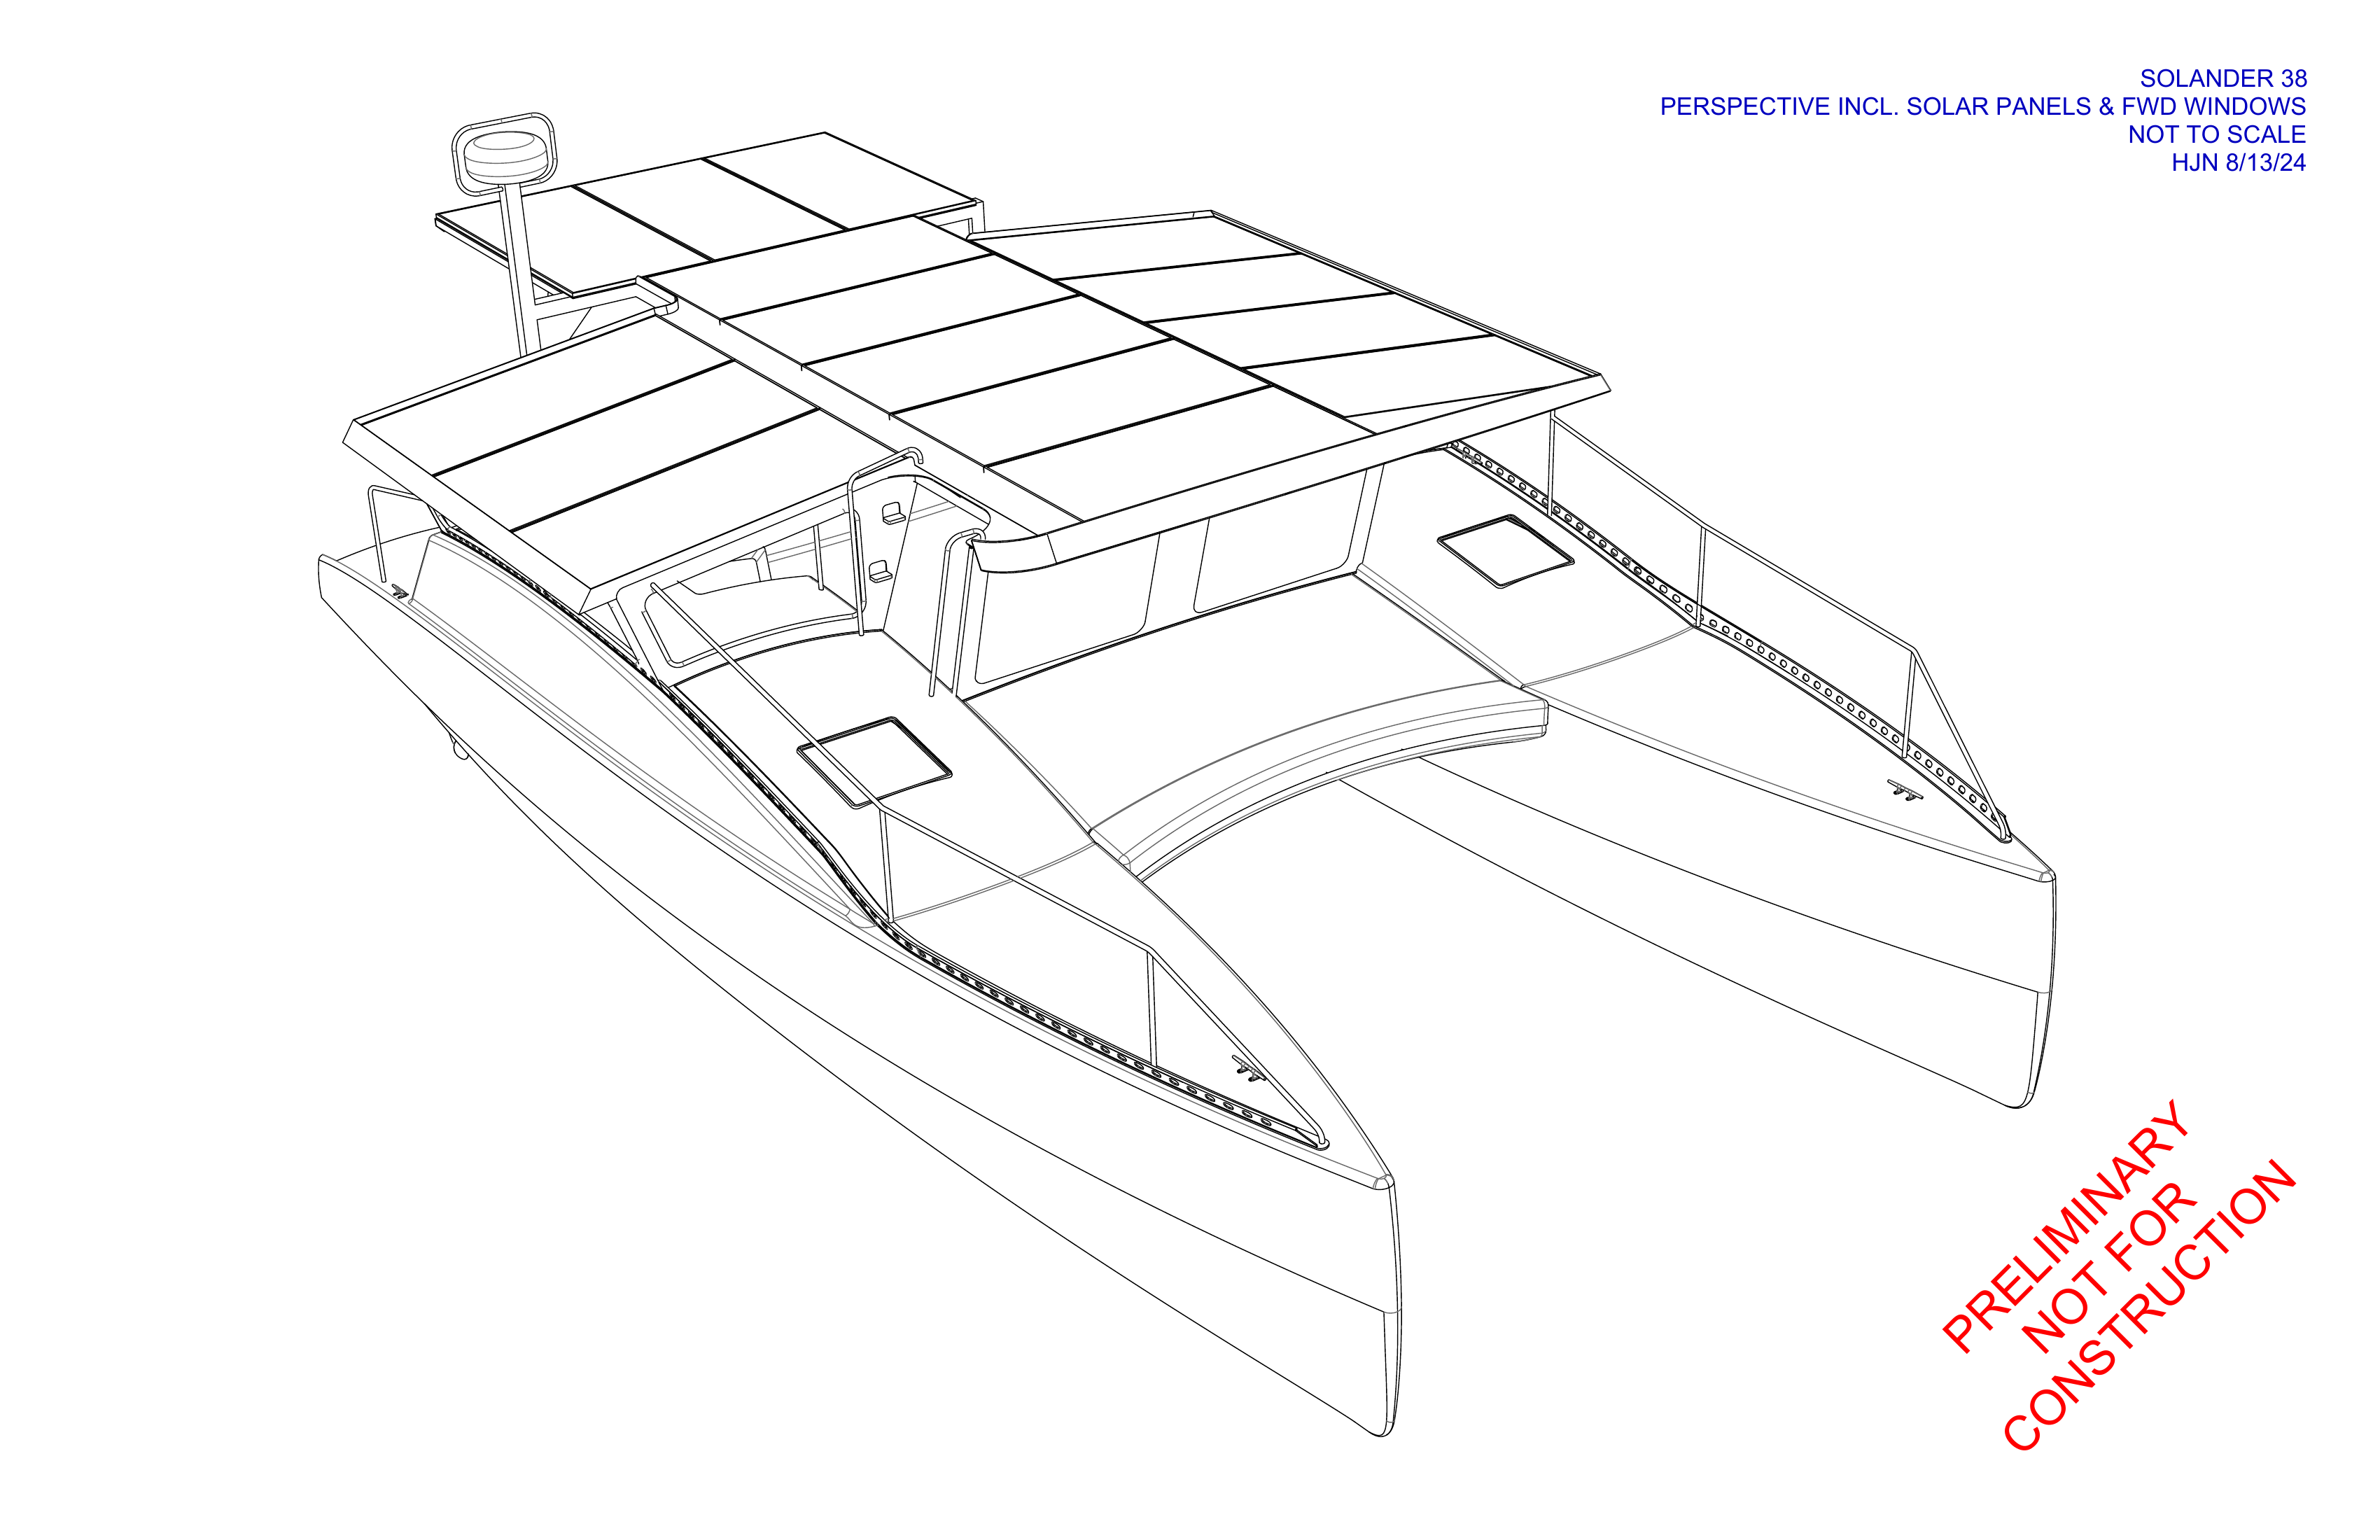 SOLANDER 38
PERSPECTIVE INCL. SOLAR PANELS & FWD WINDOWS
NOT TO SCALE
HJN 8/13/24
PRELIMINARY
NOT FOR
CONSTRUCTION